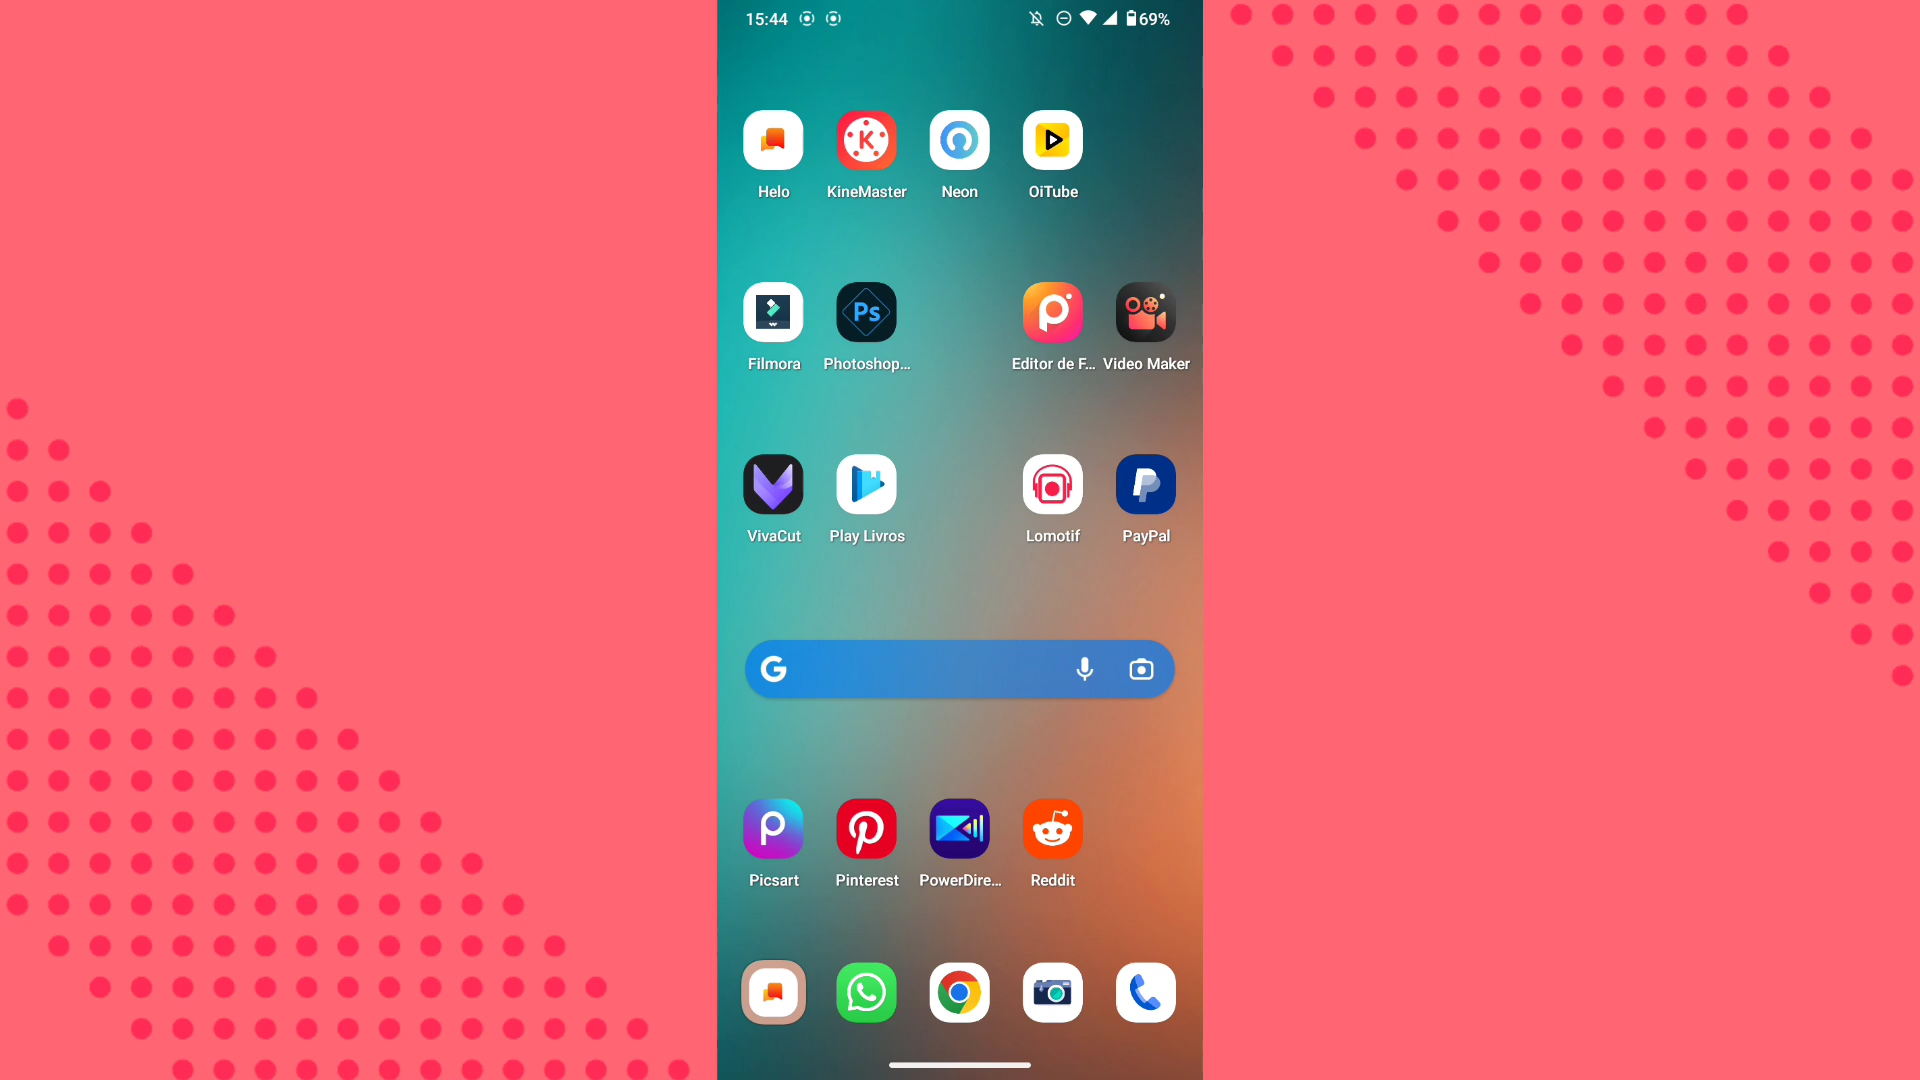 15:44 69%
Helo KineMaster Neon OiTube
Ps
Filmora Photoshop... Editor de F... Video Maker
VivaCut Play Livros Lomotif PayPal
Picsart Pinterest PowerDire... Reddit